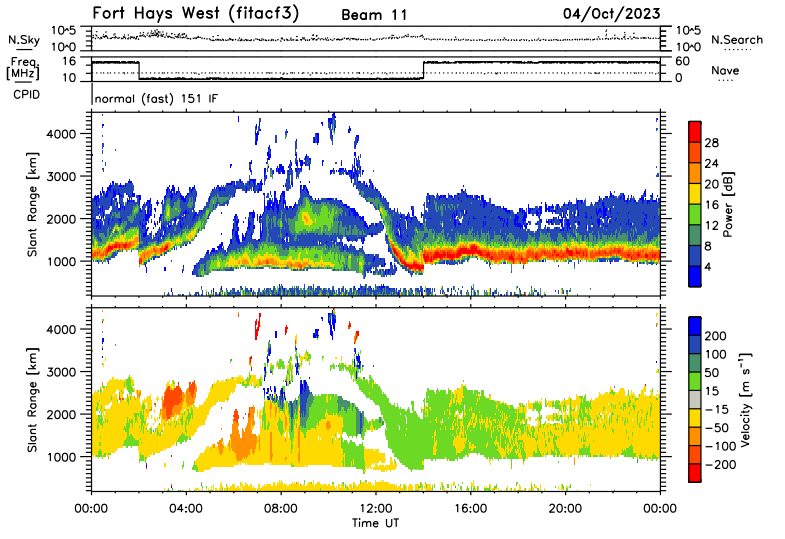 Fort Hays West (fitacf3) Beam 11 04/Oct/2023
N.Sky 10^5 10^0 10^5 10^0 N.Search
Freq. [MHz] 16 10 60 0 Nave
CPID normal (fast) 151 IF
Slant Range [km] 4000 3000 2000 1000
Power [dB] 28 24 20 16 12 8 4
Slant Range [km] 4000 3000 2000 1000
Velocity [m s⁻¹] 200 100 50 15 −15 −50 −100 −200
00:00 04:00 08:00 12:00 16:00 20:00 00:00
Time UT